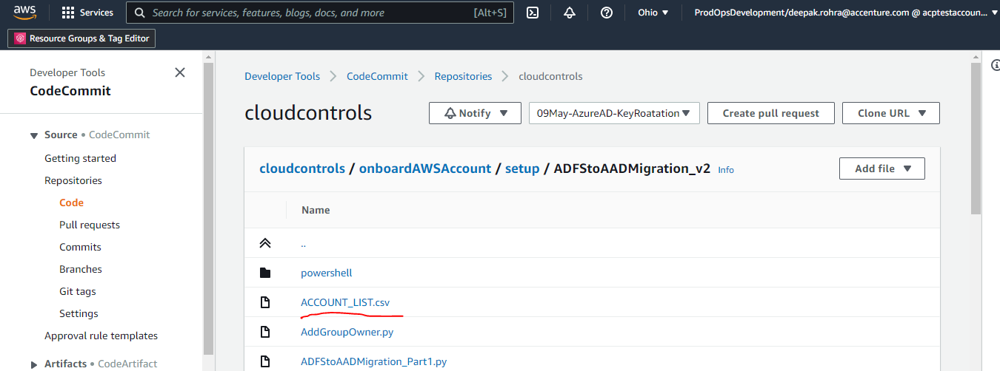 aws
Services
Search for services, features, blogs, docs, and more
[Alt+S]
Ohio
ProdOpsDevelopment/deepak.rohra@accenture.com @ acptestaccoun...
Resource Groups & Tag Editor
Developer Tools
CodeCommit
Source • CodeCommit
Getting started
Repositories
Code
Pull requests
Commits
Branches
Git tags
Settings
Approval rule templates
Artifacts • CodeArtifact
Developer Tools > CodeCommit > Repositories > cloudcontrols
cloudcontrols
Notify
09May-AzureAD-KeyRoatation
Create pull request
Clone URL
cloudcontrols / onboardAWSAccount / setup / ADFStoAADMigration_v2 Info
Add file
Name
..
powershell
ACCOUNT_LIST.csv
AddGroupOwner.py
ADFStoAADMigration_Part1.py